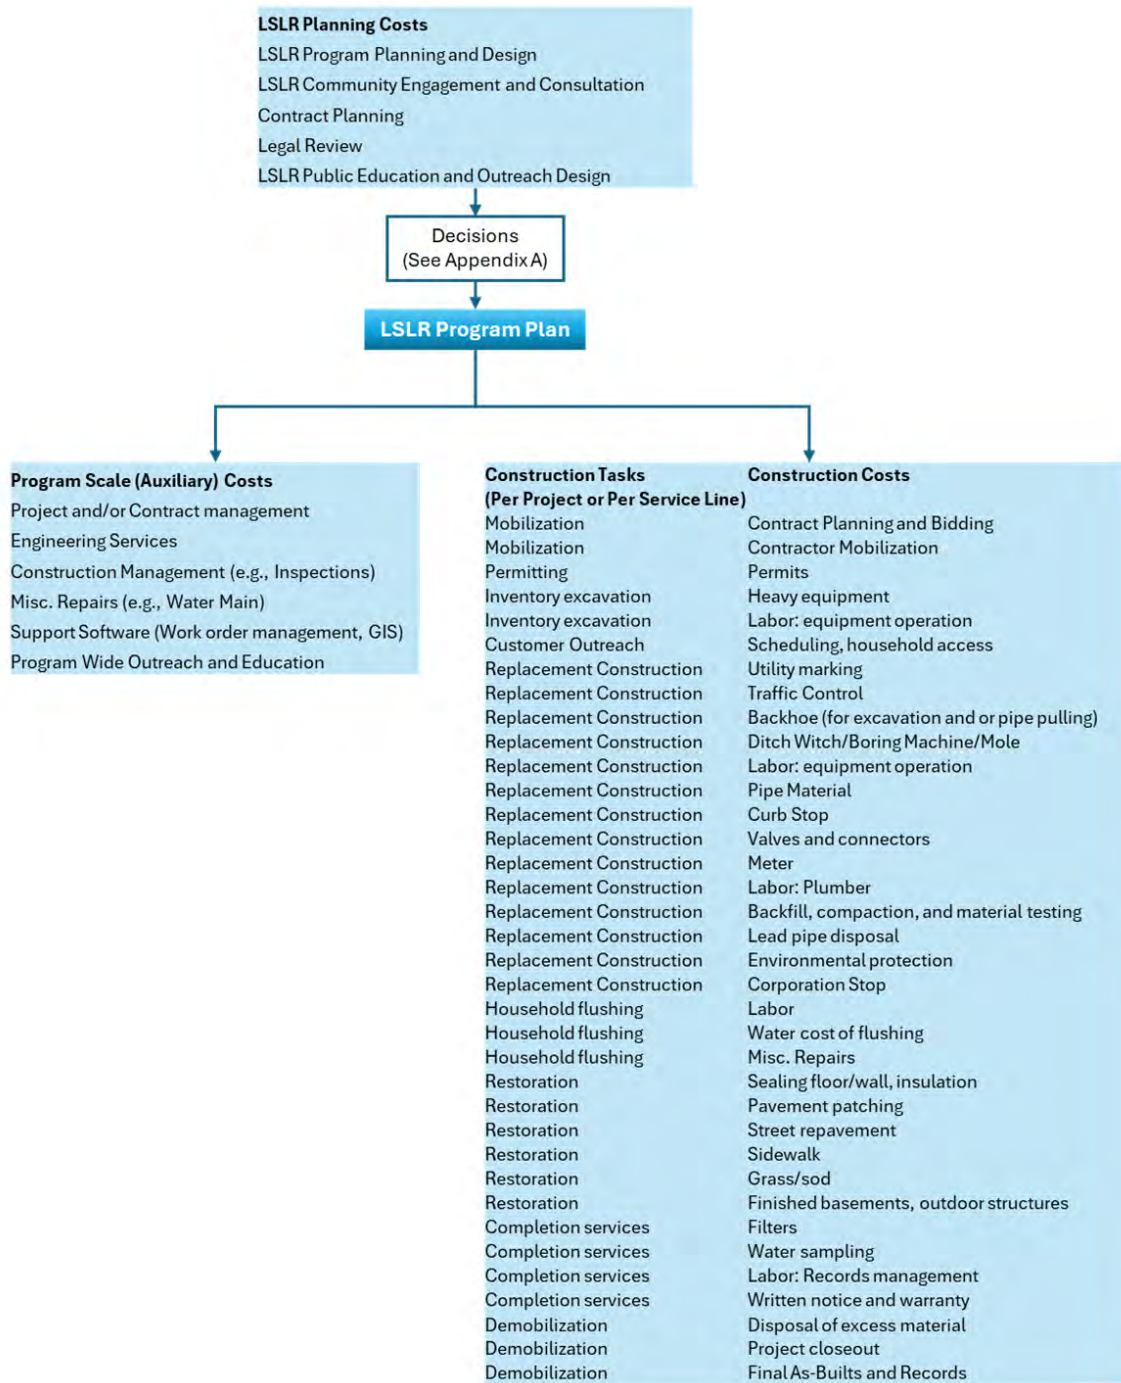 LSLR Planning Costs
LSLR Program Planning and Design
LSLR Community Engagement and Consultation
Contract Planning
Legal Review
LSLR Public Education and Outreach Design
Decisions
(See Appendix A)
LSLR Program Plan
Program Scale (Auxiliary) Costs
Project and/or Contract management
Engineering Services
Construction Management (e.g., Inspections)
Misc. Repairs (e.g., Water Main)
Support Software (Work order management, GIS)
Program Wide Outreach and Education
Construction Tasks Construction Costs
(Per Project or Per Service Line)
Mobilization Contract Planning and Bidding
Mobilization Contractor Mobilization
Permitting Permits
Inventory excavation Heavy equipment
Inventory excavation Labor: equipment operation
Customer Outreach Scheduling, household access
Replacement Construction Utility marking
Replacement Construction Traffic Control
Replacement Construction Backhoe (for excavation and or pipe pulling)
Replacement Construction Ditch Witch/Boring Machine/Mole
Replacement Construction Labor: equipment operation
Replacement Construction Pipe Material
Replacement Construction Curb Stop
Replacement Construction Valves and connectors
Replacement Construction Meter
Replacement Construction Labor: Plumber
Replacement Construction Backfill, compaction, and material testing
Replacement Construction Lead pipe disposal
Replacement Construction Environmental protection
Replacement Construction Corporation Stop
Household flushing Labor
Household flushing Water cost of flushing
Household flushing Misc. Repairs
Restoration Sealing floor/wall, insulation
Restoration Pavement patching
Restoration Street repavement
Restoration Sidewalk
Restoration Grass/sod
Restoration Finished basements, outdoor structures
Completion services Filters
Completion services Water sampling
Completion services Labor: Records management
Completion services Written notice and warranty
Demobilization Disposal of excess material
Demobilization Project closeout
Demobilization Final As-Builts and Records